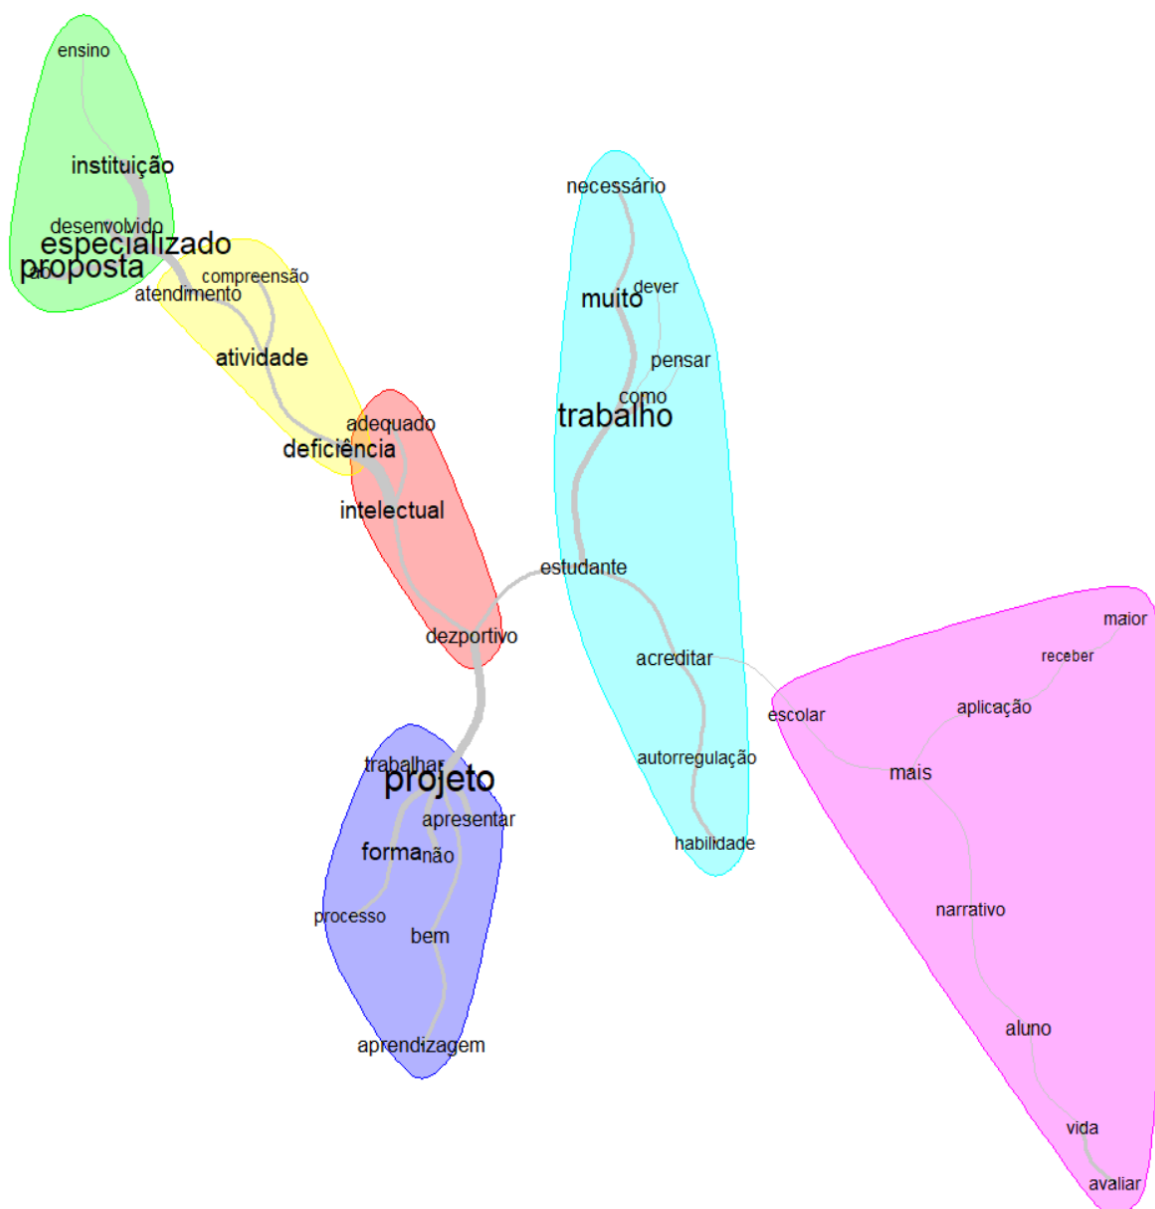 ensino
instituição
desenvolvido
especializado
ao
proposta
compreensão
atendimento
atividade
adequado
deficiência
intelectual
dezportivo
necessário
dever
muito
pensar
como
trabalho
estudante
acreditar
autorregulação
habilidade
trabalhar
projeto
apresentar
forma
não
processo
bem
aprendizagem
maior
receber
aplicação
escolar
mais
narrativo
aluno
vida
avaliar